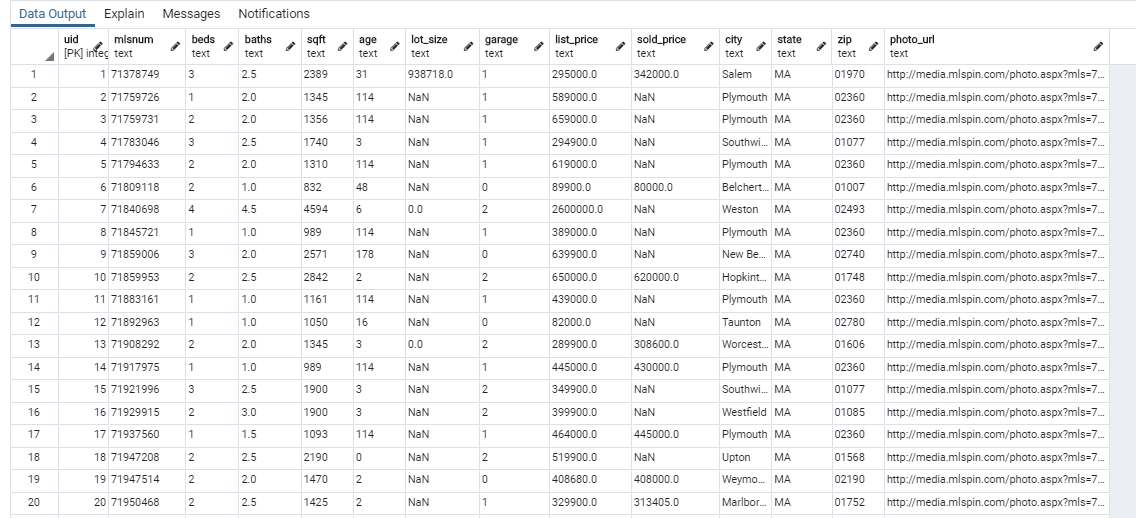 Data Output Explain Messages Notifications
uid mlsnum beds baths sqft age lot_size garage list_price sold_price city state zip photo_url
[PK] integ text text text text text text text text text text text text text
1 1 71378749 3 2.5 2389 31 938718.0 1 295000.0 342000.0 Salem MA 01970 http://media.mlspin.com/photo.aspx?mls=7...
2 2 71759726 1 2.0 1345 114 NaN 1 589000.0 NaN Plymouth MA 02360 http://media.mlspin.com/photo.aspx?mls=7...
3 3 71759731 2 2.0 1356 114 NaN 1 659000.0 NaN Plymouth MA 02360 http://media.mlspin.com/photo.aspx?mls=7...
4 4 71783046 3 2.5 1740 3 NaN 1 294900.0 NaN Southwi... MA 01077 http://media.mlspin.com/photo.aspx?mls=7...
5 5 71794633 2 2.0 1310 114 NaN 1 619000.0 NaN Plymouth MA 02360 http://media.mlspin.com/photo.aspx?mls=7...
6 6 71809118 2 1.0 832 48 NaN 0 89900.0 80000.0 Belchert... MA 01007 http://media.mlspin.com/photo.aspx?mls=7...
7 7 71840698 4 4.5 4594 6 0.0 2 2600000.0 NaN Weston MA 02493 http://media.mlspin.com/photo.aspx?mls=7...
8 8 71845721 1 1.0 989 114 NaN 1 389000.0 NaN Plymouth MA 02360 http://media.mlspin.com/photo.aspx?mls=7...
9 9 71859006 3 2.0 2571 178 NaN 0 639900.0 NaN New Be... MA 02740 http://media.mlspin.com/photo.aspx?mls=7...
10 10 71859953 2 2.5 2842 2 NaN 2 650000.0 620000.0 Hopkint... MA 01748 http://media.mlspin.com/photo.aspx?mls=7...
11 11 71883161 1 1.0 1161 114 NaN 1 439000.0 NaN Plymouth MA 02360 http://media.mlspin.com/photo.aspx?mls=7...
12 12 71892963 1 1.0 1050 16 NaN 0 82000.0 NaN Taunton MA 02780 http://media.mlspin.com/photo.aspx?mls=7...
13 13 71908292 2 2.0 1345 3 0.0 2 289900.0 308600.0 Worcest... MA 01606 http://media.mlspin.com/photo.aspx?mls=7...
14 14 71917975 1 1.0 989 114 NaN 1 445000.0 430000.0 Plymouth MA 02360 http://media.mlspin.com/photo.aspx?mls=7...
15 15 71921996 3 2.5 1900 3 NaN 2 349900.0 NaN Southwi... MA 01077 http://media.mlspin.com/photo.aspx?mls=7...
16 16 71929915 2 3.0 1900 3 NaN 2 399900.0 NaN Westfield MA 01085 http://media.mlspin.com/photo.aspx?mls=7...
17 17 71937560 1 1.5 1093 114 NaN 1 464000.0 445000.0 Plymouth MA 02360 http://media.mlspin.com/photo.aspx?mls=7...
18 18 71947208 2 2.5 2190 0 NaN 2 519900.0 NaN Upton MA 01568 http://media.mlspin.com/photo.aspx?mls=7...
19 19 71947514 2 2.0 1470 2 NaN 0 408680.0 408000.0 Weymo... MA 02190 http://media.mlspin.com/photo.aspx?mls=7...
20 20 71950468 2 2.5 1425 2 NaN 1 329900.0 313405.0 Marlbor... MA 01752 http://media.mlspin.com/photo.aspx?mls=7...